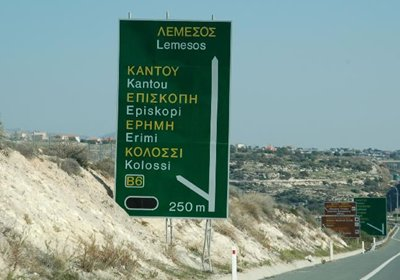 ΛΕΜΕΣΟΣ
Lemesos
ΚΑΝΤΟΥ
Kantou
ΕΠΙΣΚΟΠΗ
Episkopi
ΕΡΗΜΗ
Erimi
ΚΟΛΟΣΣΙ
Kolossi
B6
250 m